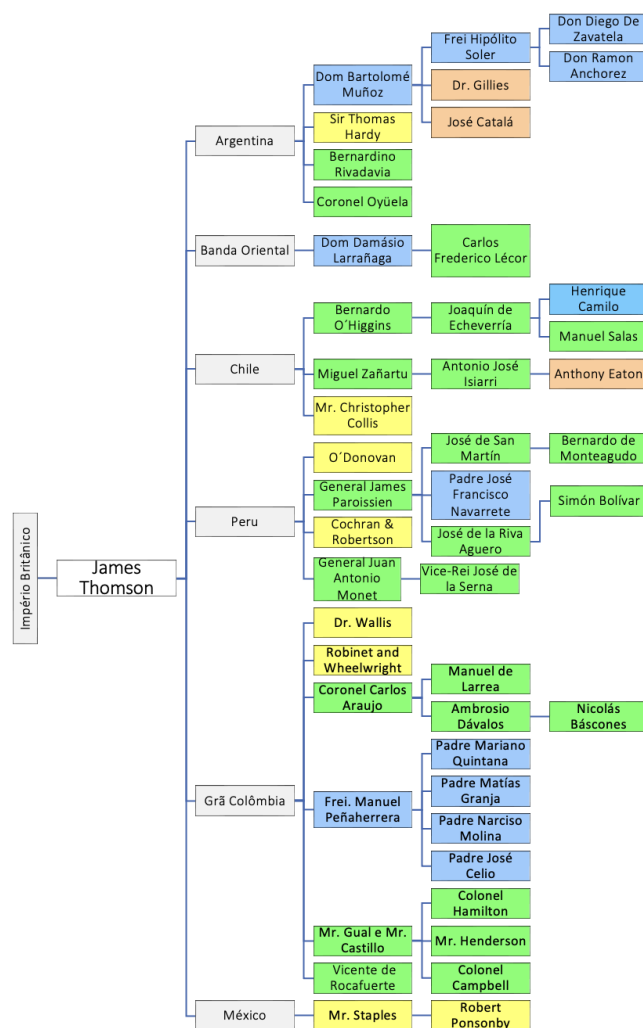 Império Britânico
James
Thomson
Argentina
Dom Bartolomé
Muñoz
Frei Hipólito
Soler
Don Diego De
Zavatela
Don Ramon
Anchorez
Dr. Gillies
José Catalá
Sir Thomas
Hardy
Bernardino
Rivadavia
Coronel Oyüela
Banda Oriental
Dom Damásio
Larrañaga
Carlos
Frederico Lécor
Chile
Bernardo
O´Higgins
Joaquín de
Echeverría
Henrique
Camilo
Manuel Salas
Miguel Zañartu
Antonio José
Isiarri
Anthony Eaton
Mr. Christopher
Collis
Peru
O´Donovan
General James
Paroissien
José de San
Martín
Bernardo de
Monteagudo
Padre José
Francisco
Navarrete
José de la Riva
Aguero
Simón Bolívar
Cochran &
Robertson
General Juan
Antonio
Monet
Vice-Rei José de
la Serna
Grã Colômbia
Dr. Wallis
Robinet and
Wheelwright
Coronel Carlos
Araujo
Manuel de
Larrea
Ambrosio
Dávalos
Nicolás
Báscones
Frei. Manuel
Peñaherrera
Padre Mariano
Quintana
Padre Matías
Granja
Padre Narciso
Molina
Padre José
Celio
Mr. Gual e Mr.
Castillo
Colonel
Hamilton
Mr. Henderson
Colonel
Campbell
Vicente de
Rocafuerte
México
Mr. Staples
Robert
Ponsonby